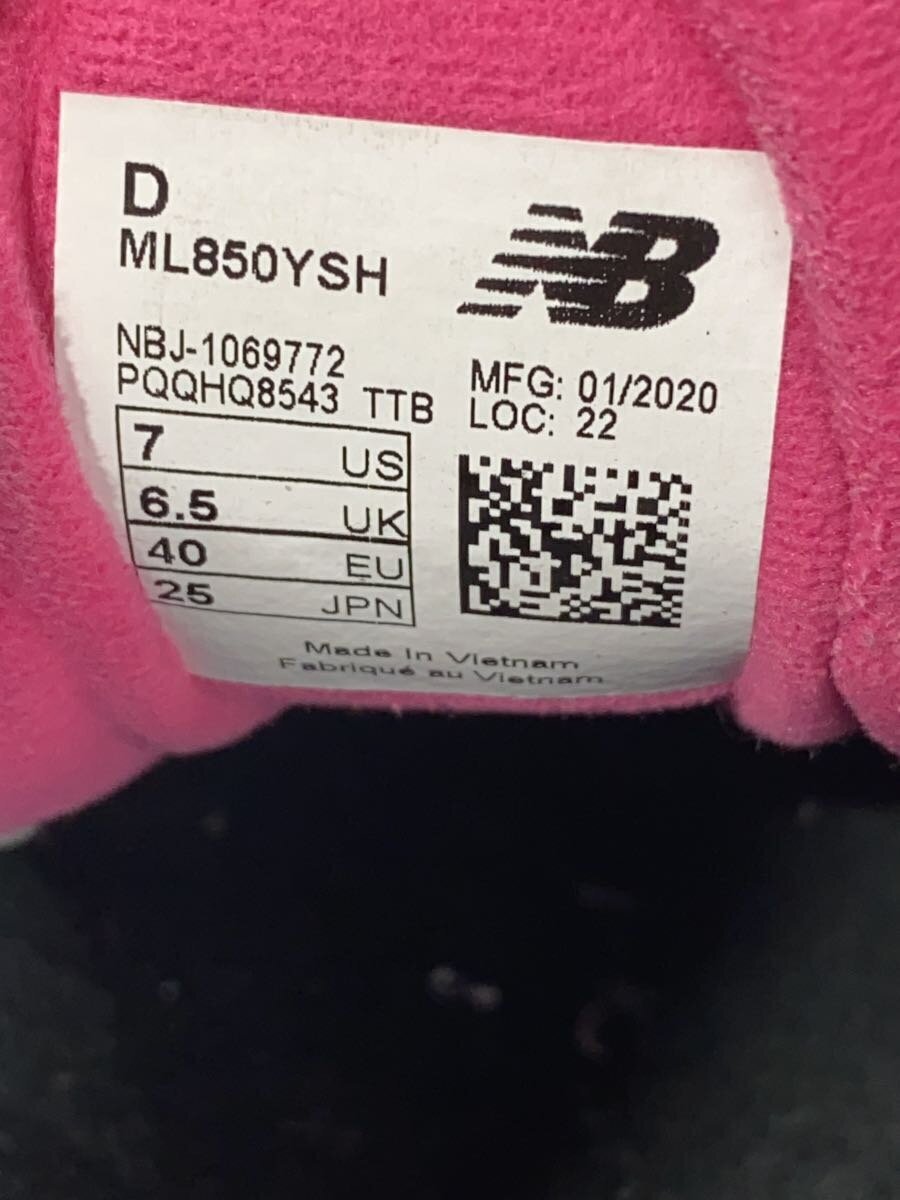 D
ML850YSH
NB
NBJ-1069772
PQQHQ8543 TTB
MFG: 01/2020
LOC: 22
7 US
6.5 UK
40 EU
25 JPN
Made In Vietnam
Fabriqué au Vietnam